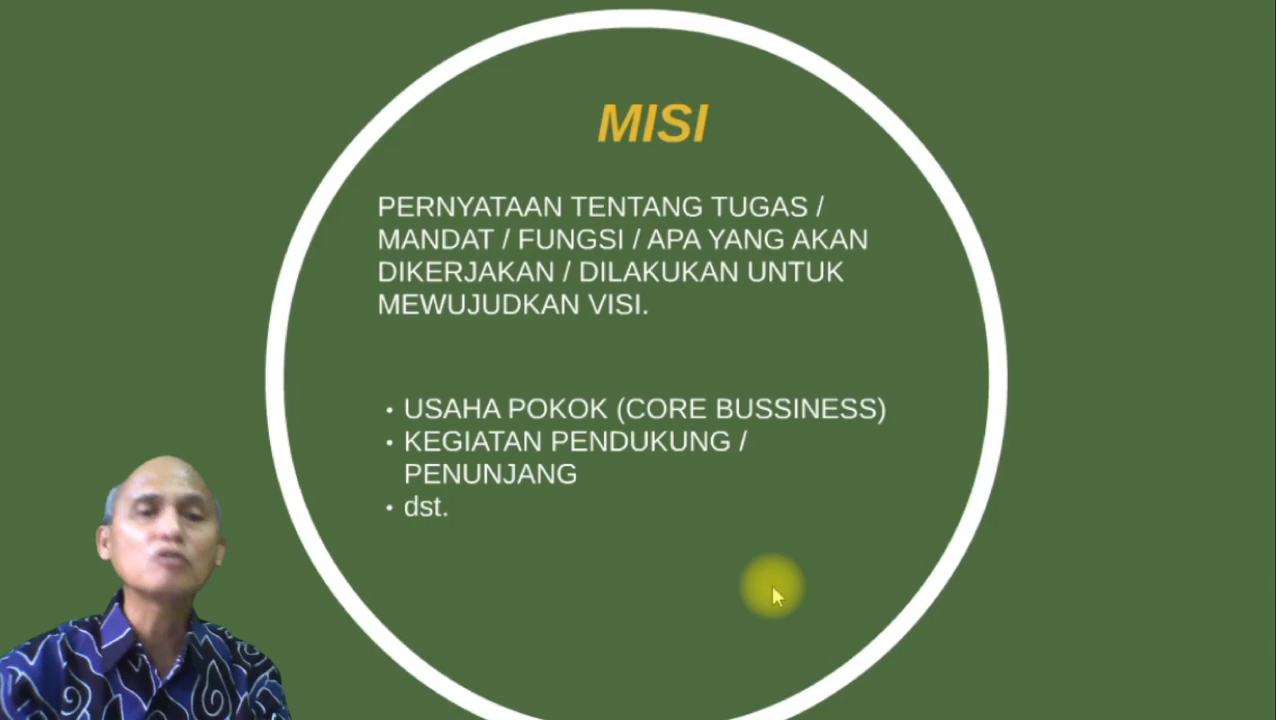 MISI
PERNYATAAN TENTANG TUGAS /
MANDAT / FUNGSI / APA YANG AKAN
DIKERJAKAN / DILAKUKAN UNTUK
MEWUJUDKAN VISI.
• USAHA POKOK (CORE BUSSINESS)
• KEGIATAN PENDUKUNG /
PENUNJANG
• dst.